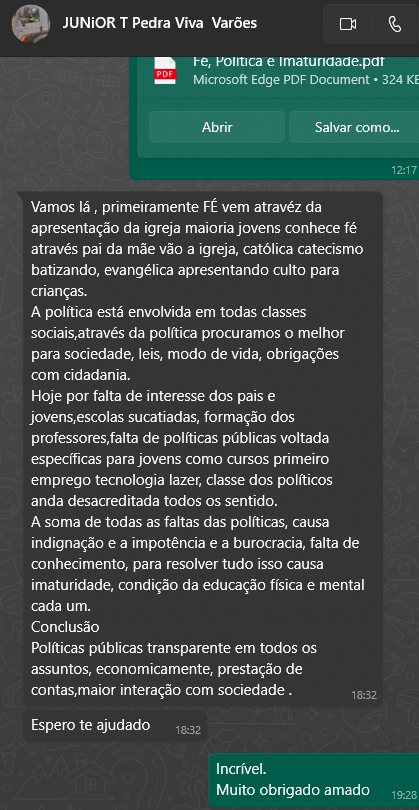 JUNiOR T Pedra Viva Varões
Fé, Política e Imaturidade.pdf
PDF
Microsoft Edge PDF Document • 324 KB
Abrir
Salvar como...
12:17
Vamos lá , primeiramente FÉ vem atravéz da
apresentação da igreja maioria jovens conhece fé
através pai da mãe vão a igreja, católica catecismo
batizando, evangélica apresentando culto para
crianças.
A política está envolvida em todas classes
sociais,através da política procuramos o melhor
para sociedade, leis, modo de vida, obrigações
com cidadania.
Hoje por falta de interesse dos pais e
jovens,escolas sucatiadas, formação dos
professores,falta de políticas públicas voltada
específicas para jovens como cursos primeiro
emprego tecnologia lazer, classe dos políticos
anda desacreditada todos os sentido.
A soma de todas as faltas das políticas, causa
indignação e a impotência e a burocracia, falta de
conhecimento, para resolver tudo isso causa
imaturidade, condição da educação física e mental
cada um.
Conclusão
Políticas públicas transparente em todos os
assuntos, economicamente, prestação de
contas,maior interação com sociedade .
18:32
Espero te ajudado
18:32
Incrível.
Muito obrigado amado
19:28